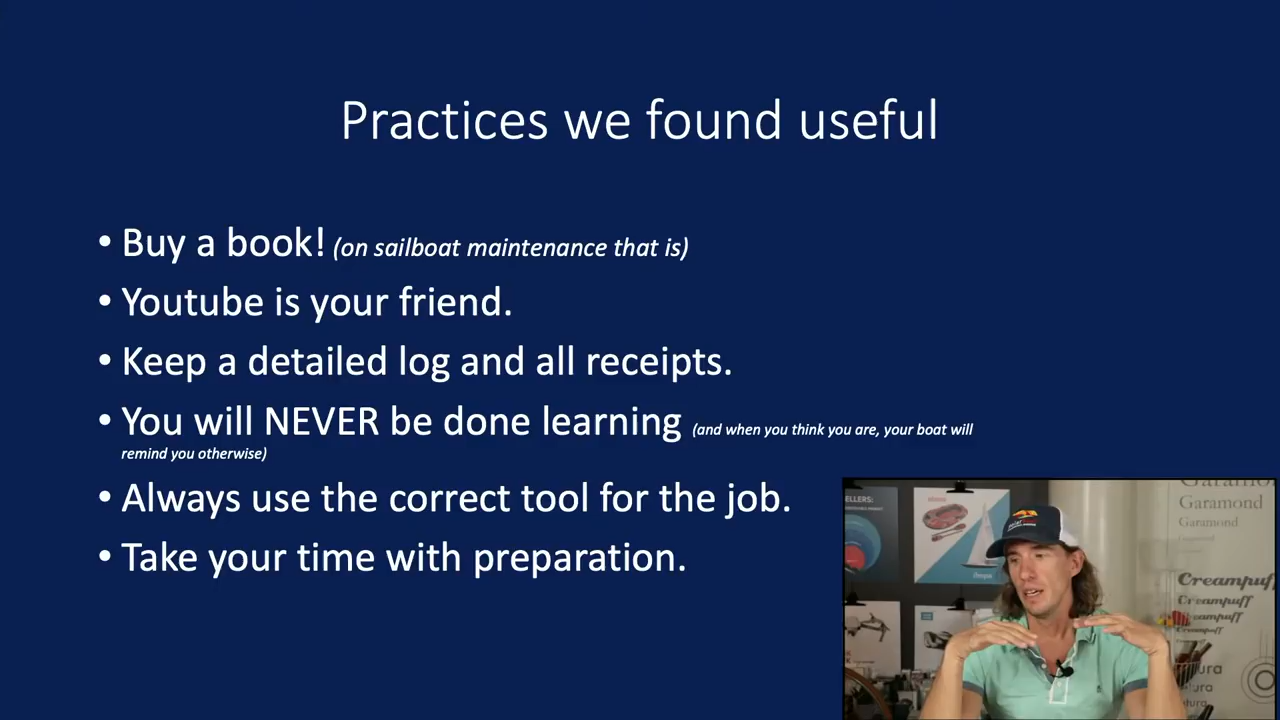 Practices we found useful
• Buy a book! (on sailboat maintenance that is)
• Youtube is your friend.
• Keep a detailed log and all receipts.
• You will NEVER be done learning (and when you think you are, your boat will
remind you otherwise)
• Always use the correct tool for the job.
• Take your time with preparation.
Garamond
Garamond
Creampuff
Creampuff
Creampuff